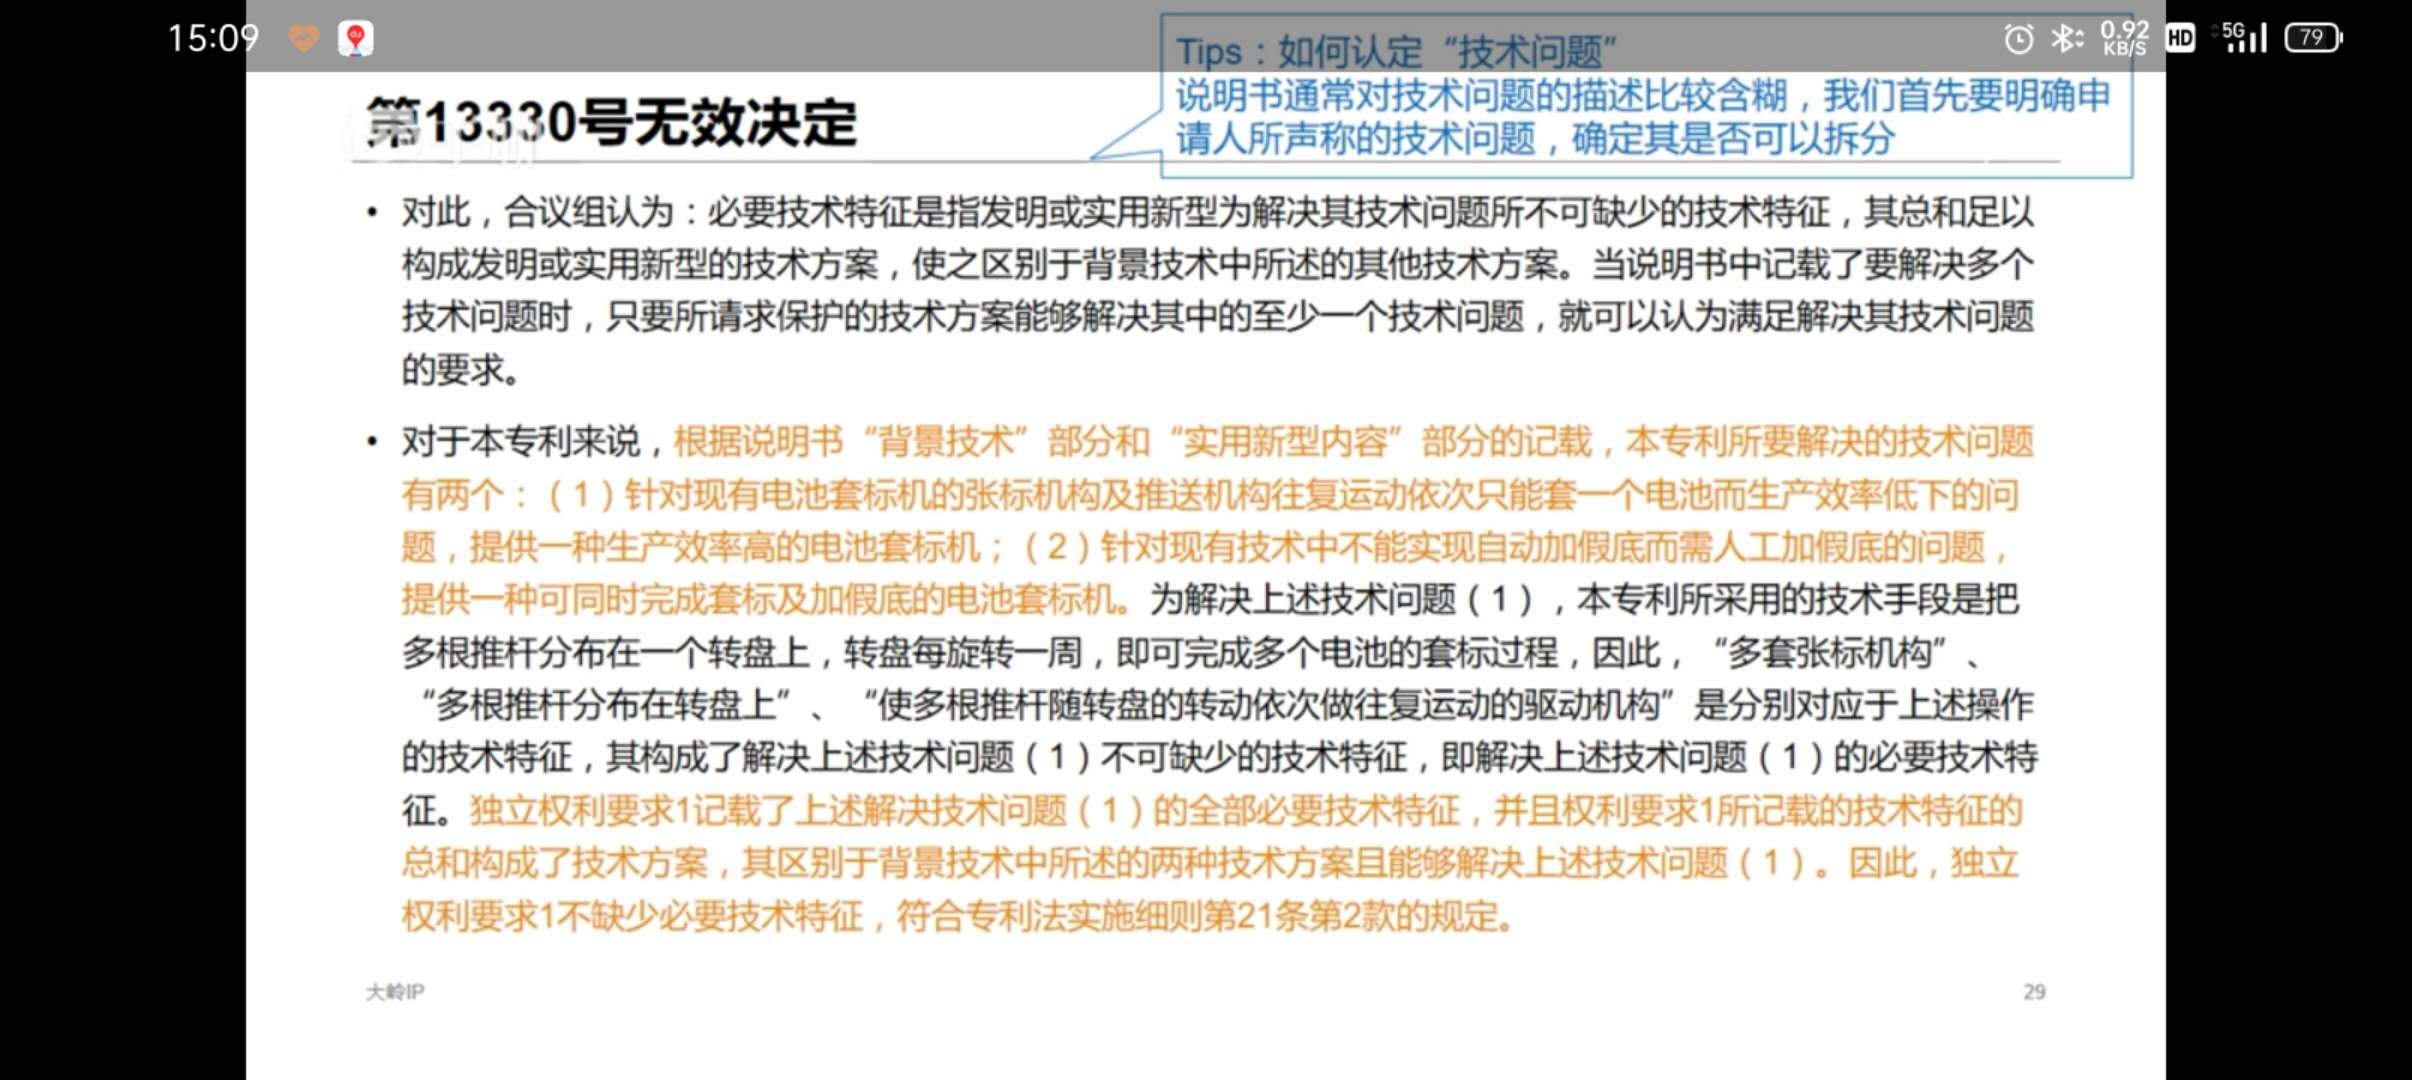 15:09
0.92
KB/S
HD
5G
79
Tips：如何认定“技术问题”
说明书通常对技术问题的描述比较含糊，我们首先要明确申
请人所声称的技术问题，确定其是否可以拆分
第13330号无效决定
• 对此，合议组认为：必要技术特征是指发明或实用新型为解决其技术问题所不可缺少的技术特征，其总和足以
构成发明或实用新型的技术方案，使之区别于背景技术中所述的其他技术方案。当说明书中记载了要解决多个
技术问题时，只要所请求保护的技术方案能够解决其中的至少一个技术问题，就可以认为满足解决其技术问题
的要求。
• 对于本专利来说，根据说明书“背景技术”部分和“实用新型内容”部分的记载，本专利所要解决的技术问题
有两个：（1）针对现有电池套标机的张标机构及推送机构往复运动依次只能套一个电池而生产效率低下的问
题，提供一种生产效率高的电池套标机；（2）针对现有技术中不能实现自动加假底而需人工加假底的问题，
提供一种可同时完成套标及加假底的电池套标机。为解决上述技术问题（1），本专利所采用的技术手段是把
多根推杆分布在一个转盘上，转盘每旋转一周，即可完成多个电池的套标过程，因此，“多套张标机构”、
“多根推杆分布在转盘上”、“使多根推杆随转盘的转动依次做往复运动的驱动机构”是分别对应于上述操作
的技术特征，其构成了解决上述技术问题（1）不可缺少的技术特征，即解决上述技术问题（1）的必要技术特
征。独立权利要求1记载了上述解决技术问题（1）的全部必要技术特征，并且权利要求1所记载的技术特征的
总和构成了技术方案，其区别于背景技术中所述的两种技术方案且能够解决上述技术问题（1）。因此，独立
权利要求1不缺少必要技术特征，符合专利法实施细则第21条第2款的规定。
大岭IP
29